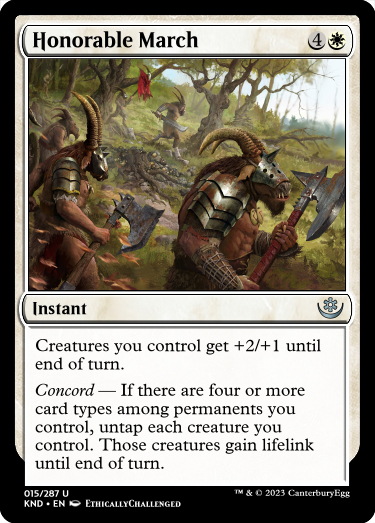 Honorable March 4
Instant
Creatures you control get +2/+1 until
end of turn.
Concord — If there are four or more
card types among permanents you
control, untap each creature you
control. Those creatures gain lifelink
until end of turn.
015/287 U
KND • EN EthicallyChallenged
™ & © 2023 CanterburyEgg